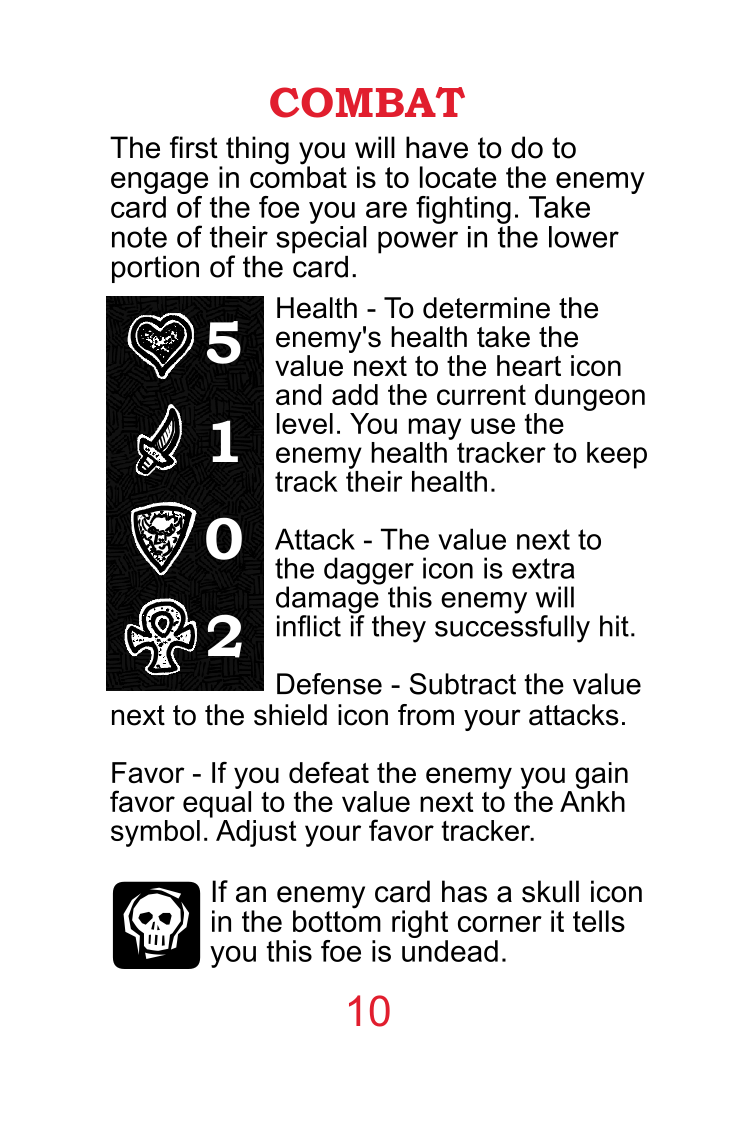 COMBAT
The first thing you will have to do to
engage in combat is to locate the enemy
card of the foe you are fighting. Take
note of their special power in the lower
portion of the card.
5
1
0
2
Health - To determine the
enemy's health take the
value next to the heart icon
and add the current dungeon
level. You may use the
enemy health tracker to keep
track their health.
Attack - The value next to
the dagger icon is extra
damage this enemy will
inflict if they successfully hit.
Defense - Subtract the value
next to the shield icon from your attacks.
Favor - If you defeat the enemy you gain
favor equal to the value next to the Ankh
symbol. Adjust your favor tracker.
If an enemy card has a skull icon
in the bottom right corner it tells
you this foe is undead.
10